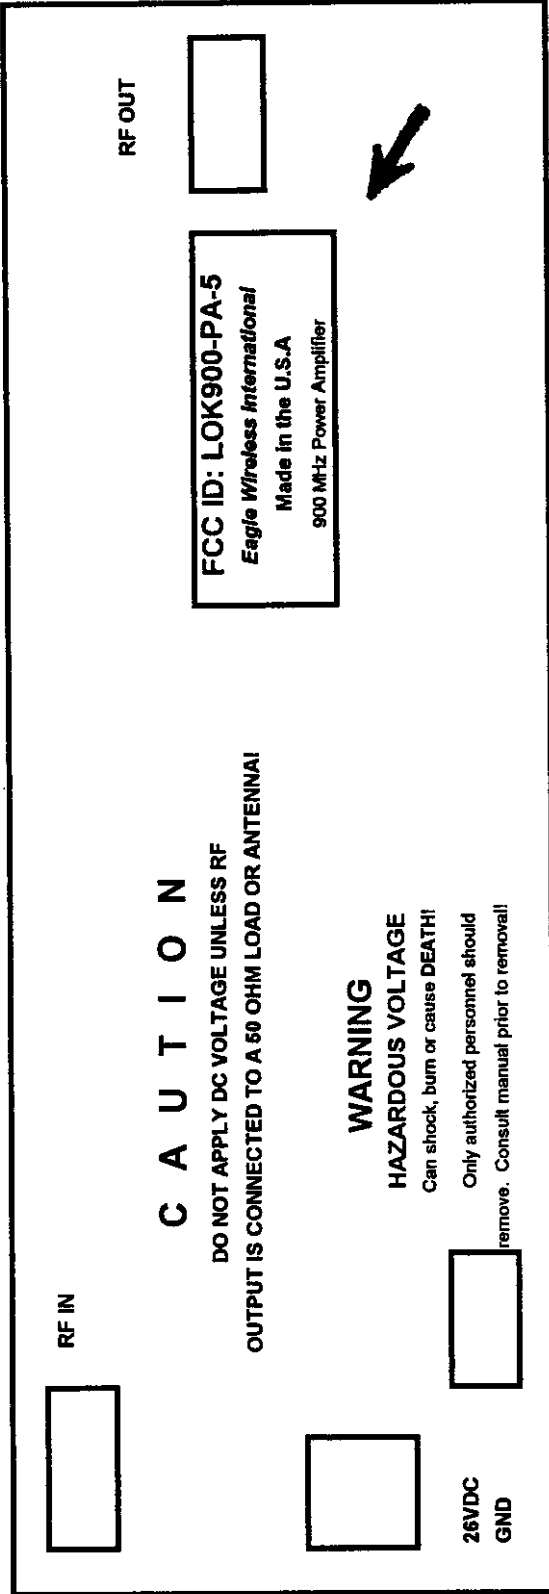 RF IN
RF OUT
C A U T I O N
DO NOT APPLY DC VOLTAGE UNLESS RF
OUTPUT IS CONNECTED TO A 50 OHM LOAD OR ANTENNA!
FCC ID: LOK900-PA-5
Eagle Wireless International
Made in the U.S.A
900 MHz Power Amplifier
WARNING
HAZARDOUS VOLTAGE
Can shock, burn or cause DEATH!
Only authorized personnel should
remove. Consult manual prior to removal!
26VDC
GND